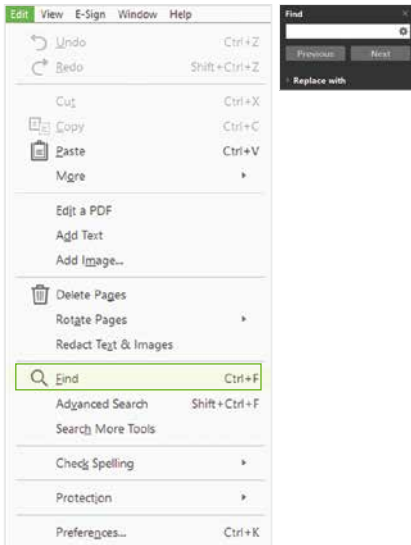 Edit View E-Sign Window Help
Undo Ctrl+Z
Redo Shift+Ctrl+Z
Cut Ctrl+X
Copy Ctrl+C
Paste Ctrl+V
More
Edit a PDF
Add Text
Add Image...
Delete Pages
Rotate Pages
Redact Text & Images
Find Ctrl+F
Advanced Search Shift+Ctrl+F
Search More Tools
Check Spelling
Protection
Preferences... Ctrl+K
Find
Previous Next
Replace with